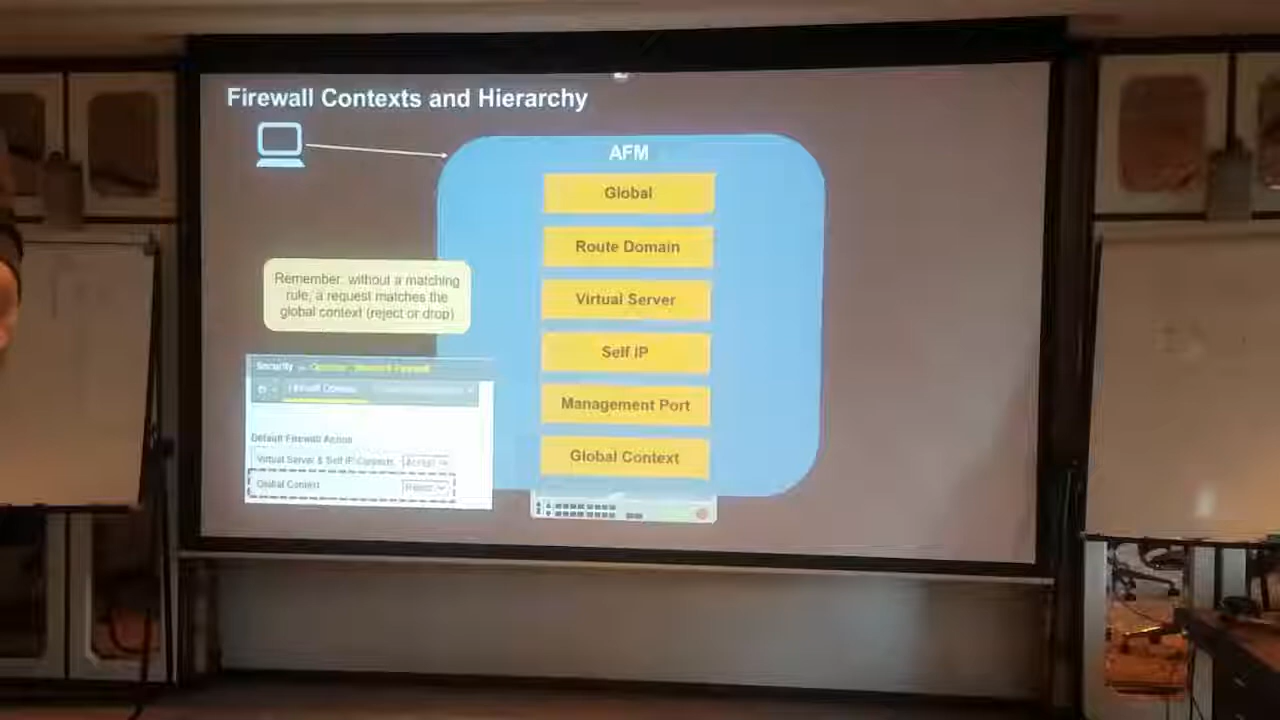 Firewall Contexts and Hierarchy
AFM
Global
Route Domain
Virtual Server
Self IP
Management Port
Global Context
Remember: without a matching
rule, a request matches the
global context (reject or drop)
Security
Default Firewall Action
Virtual Server & Self IP Contexts
Global Context
Reject